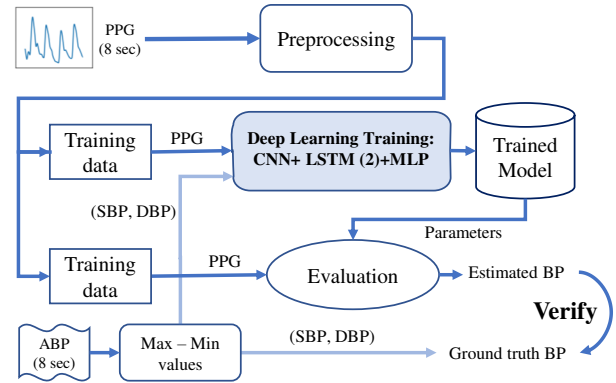 PPG
(8 sec)
Preprocessing
Training
data
PPG
Deep Learning Training:
CNN+ LSTM (2)+MLP
Trained
Model
(SBP, DBP)
Parameters
Training
data
PPG
Evaluation
Estimated BP
Verify
ABP
(8 sec)
Max – Min
values
(SBP, DBP)
Ground truth BP